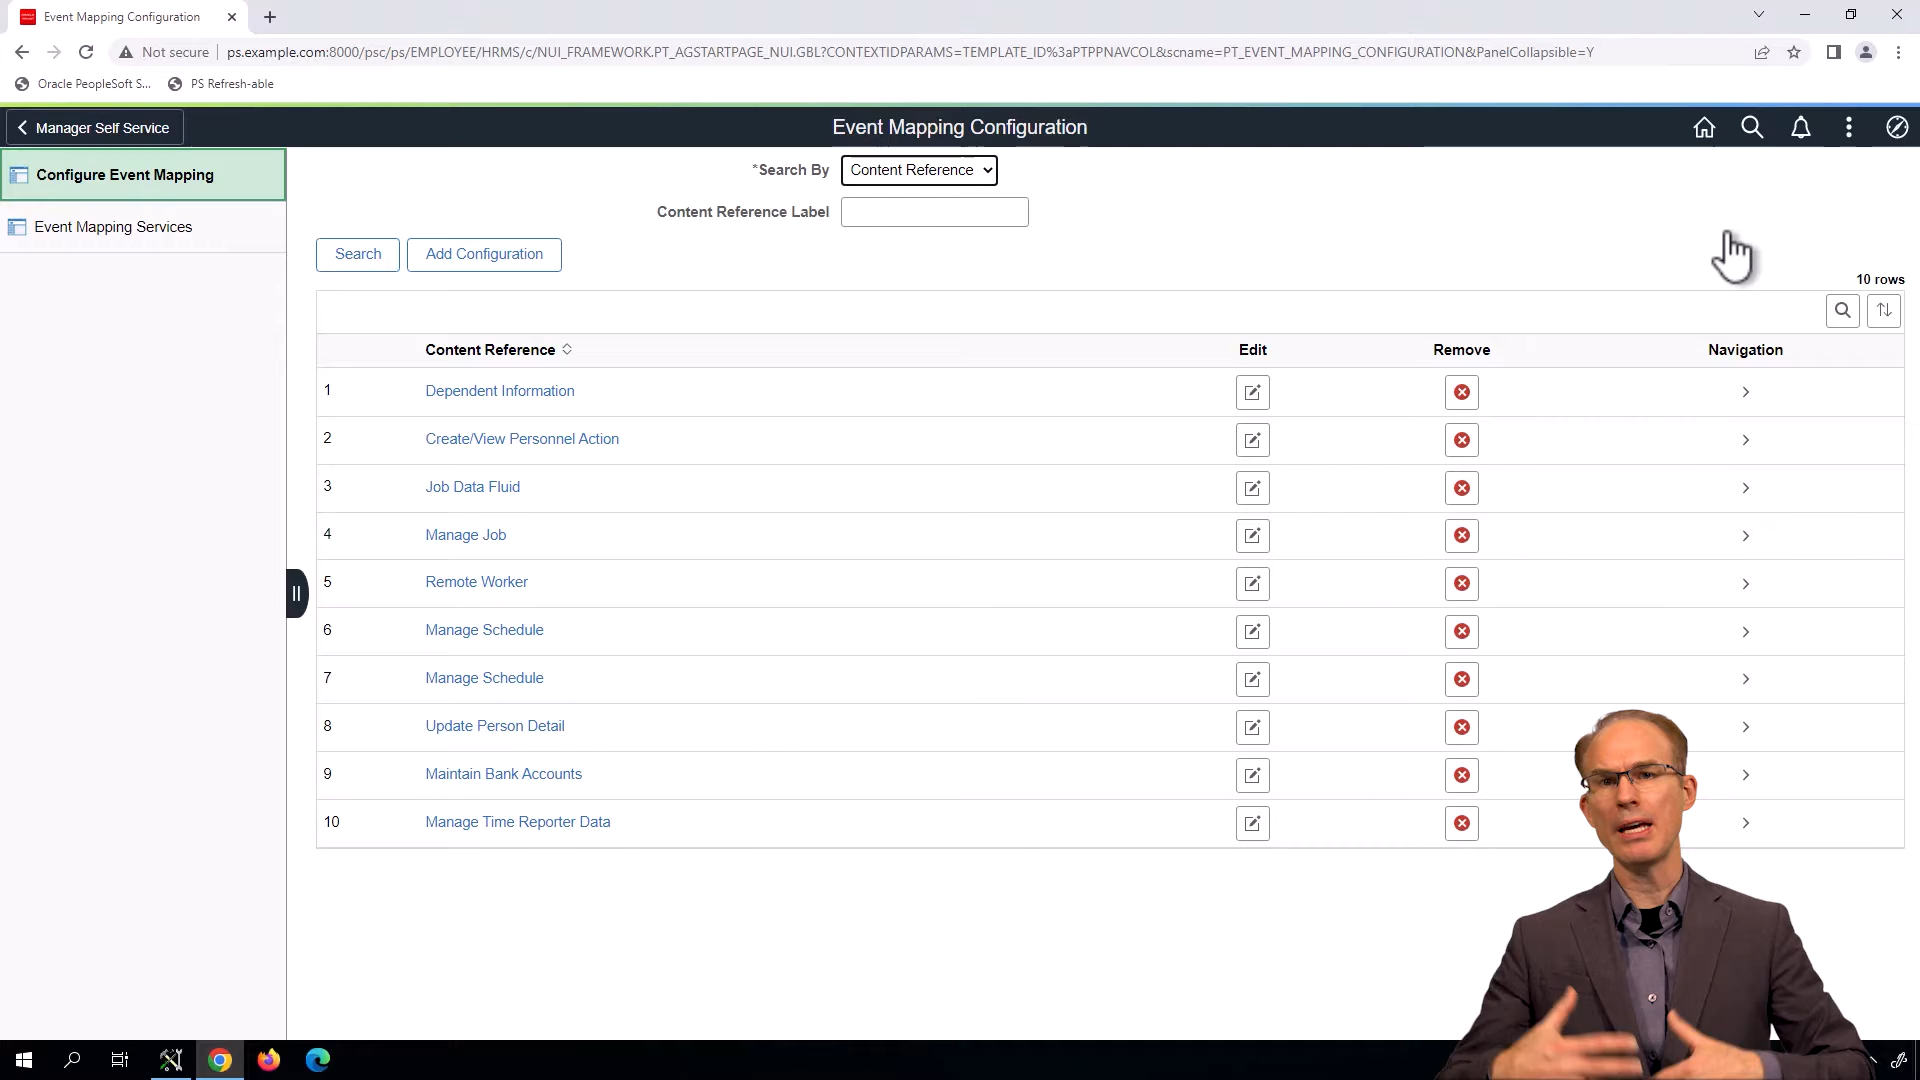 Event Mapping Configuration
Not secure
ps.example.com:8000/psc/ps/EMPLOYEE/HRMS/c/NUI_FRAMEWORK.PT_AGSTARTPAGE_NUI.GBL?CONTEXTIDPARAMS=TEMPLATE_ID%3aPTPPNAVCOL&scname=PT_EVENT_MAPPING_CONFIGURATION&PanelCollapsible=Y
Oracle PeopleSoft S... PS Refresh-able
Manager Self Service
Event Mapping Configuration
Configure Event Mapping
Event Mapping Services
*Search By Content Reference
Content Reference Label
Search Add Configuration
10 rows
Content Reference Edit Remove Navigation
1 Dependent Information
2 Create/View Personnel Action
3 Job Data Fluid
4 Manage Job
5 Remote Worker
6 Manage Schedule
7 Manage Schedule
8 Update Person Detail
9 Maintain Bank Accounts
10 Manage Time Reporter Data